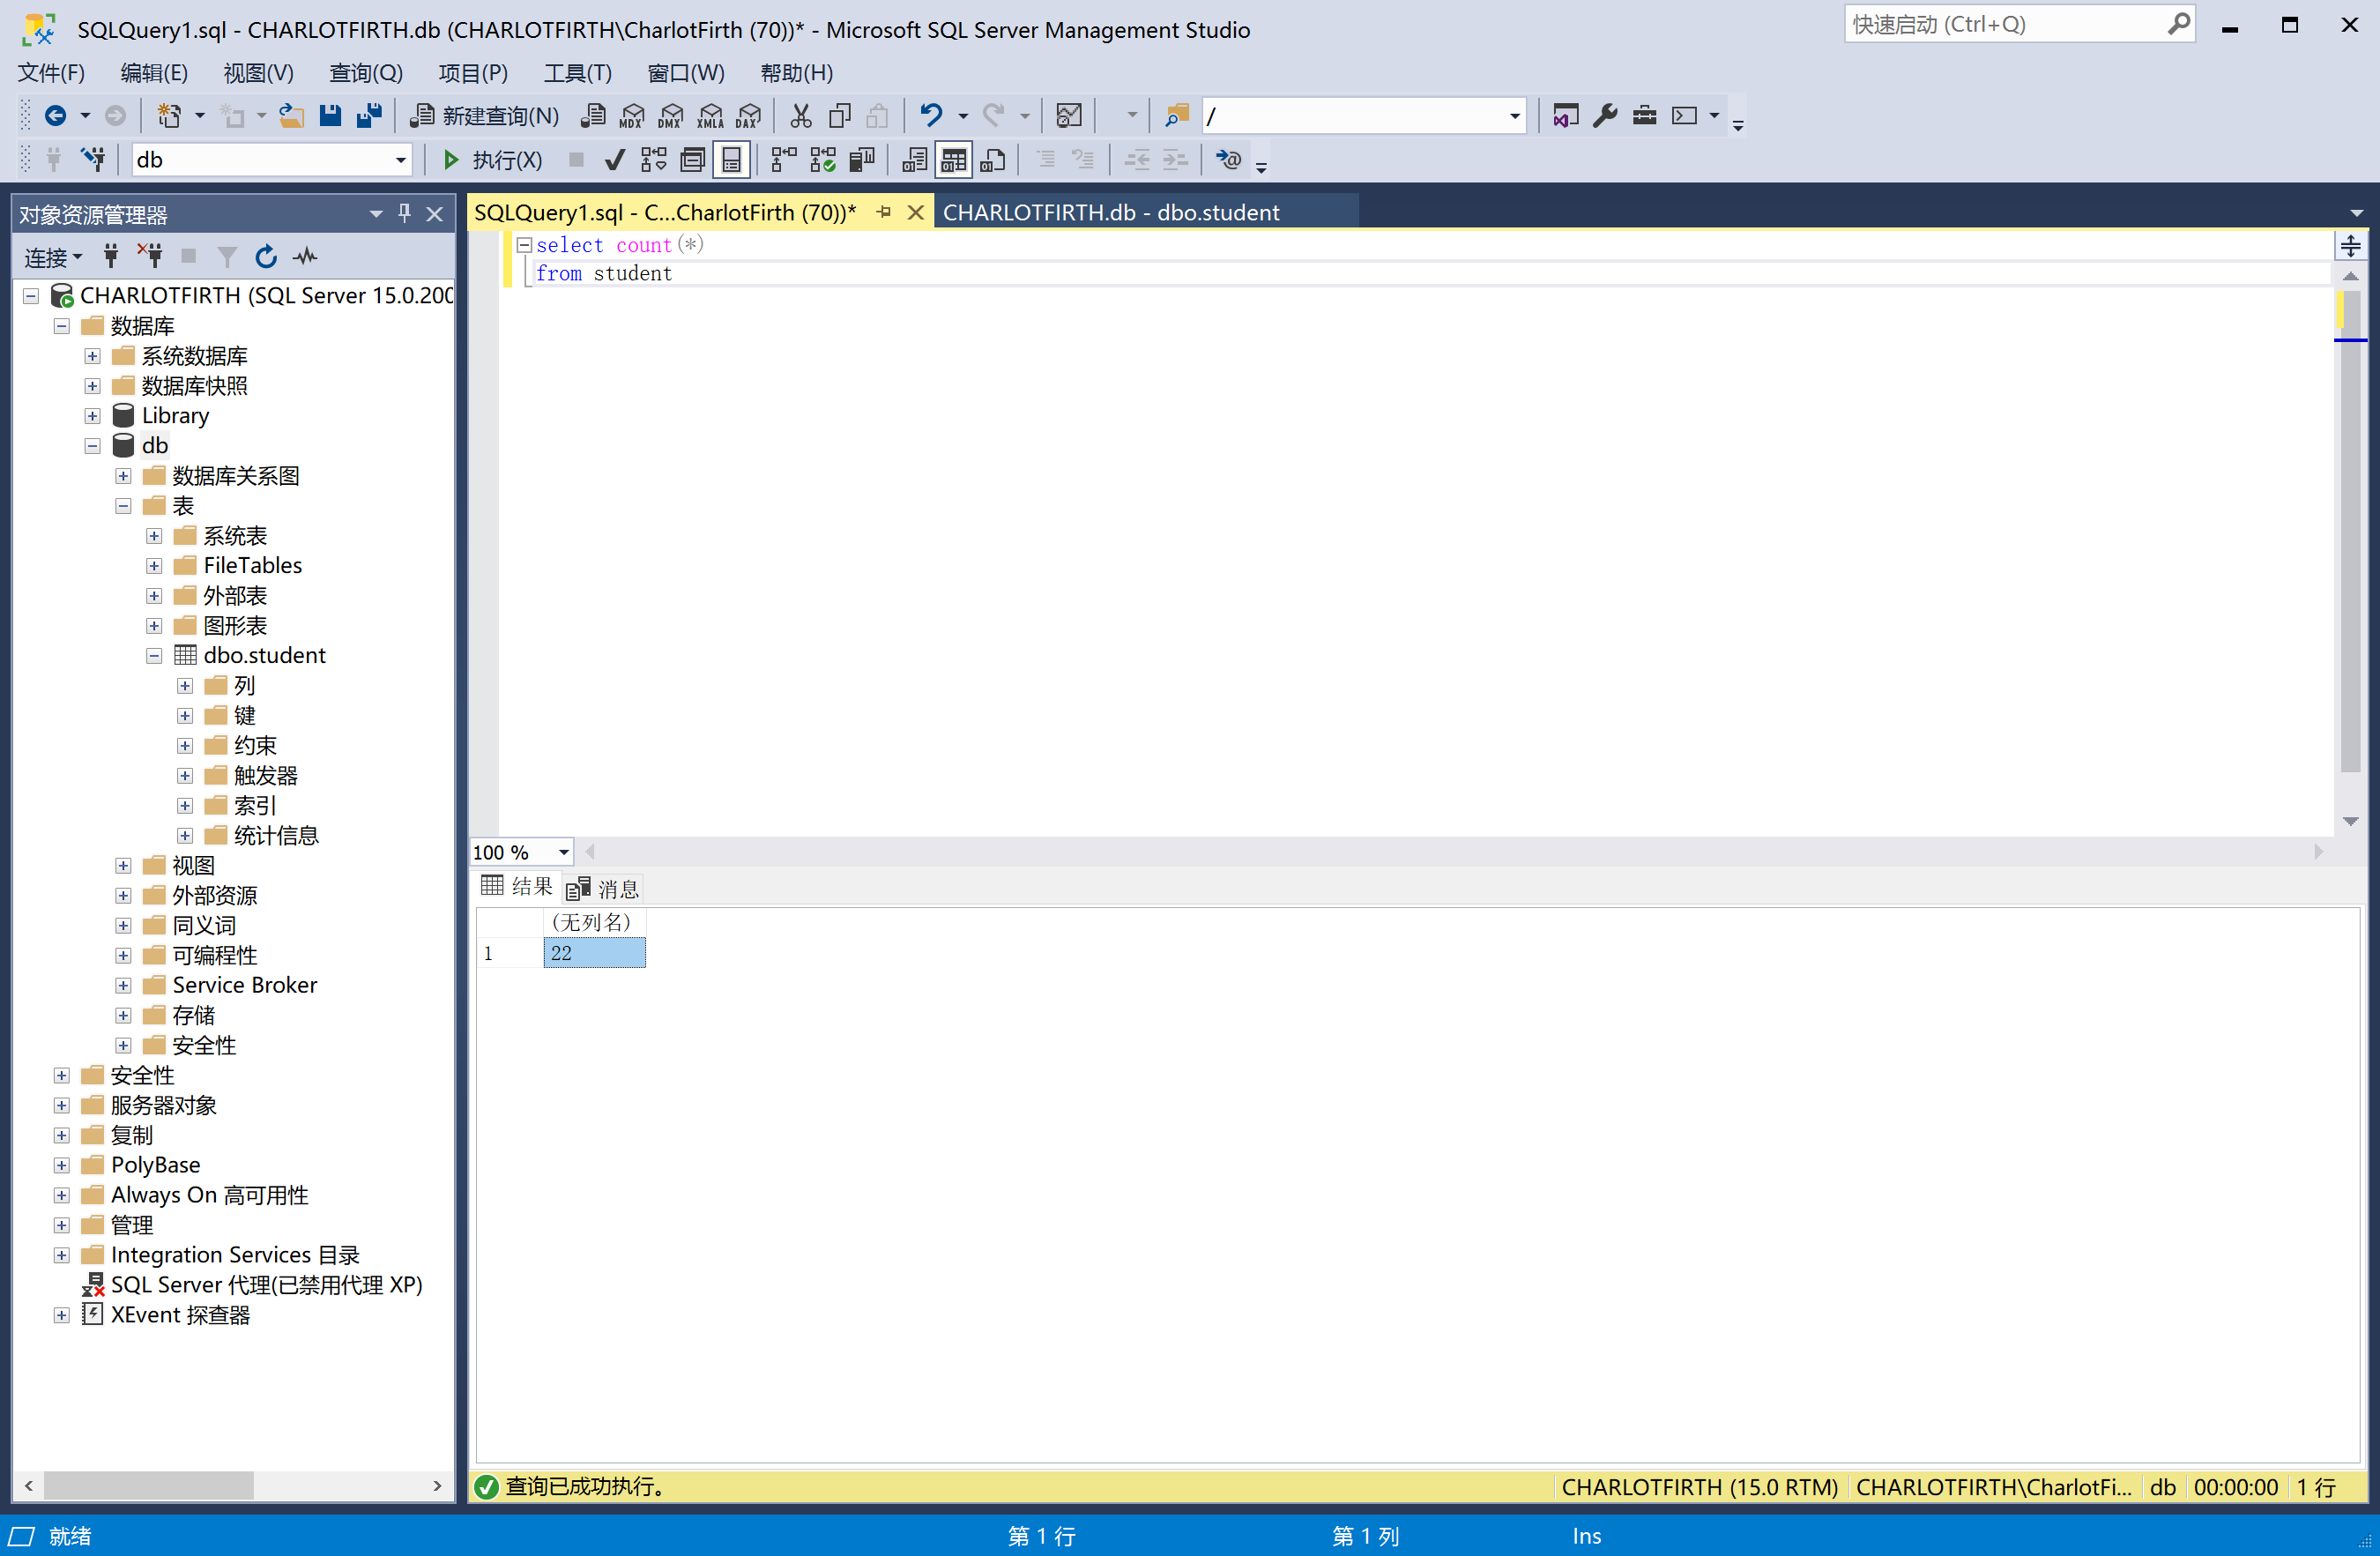 SQLQuery1.sql - CHARLOTFIRTH.db (CHARLOTFIRTH\CharlotFirth (70))* - Microsoft SQL Server Management Studio
快速启动 (Ctrl+Q)
文件(F) 编辑(E) 视图(V) 查询(Q) 项目(P) 工具(T) 窗口(W) 帮助(H)
新建查询(N) MDX DMX XMLA DAX /
db 执行(X)
对象资源管理器
连接
CHARLOTFIRTH (SQL Server 15.0.200
数据库
系统数据库
数据库快照
Library
db
数据库关系图
表
系统表
FileTables
外部表
图形表
dbo.student
列
键
约束
触发器
索引
统计信息
视图
外部资源
同义词
可编程性
Service Broker
存储
安全性
安全性
服务器对象
复制
PolyBase
Always On 高可用性
管理
Integration Services 目录
SQL Server 代理(已禁用代理 XP)
XEvent 探查器
SQLQuery1.sql - C...CharlotFirth (70))* CHARLOTFIRTH.db - dbo.student
select count(*)
from student
100 %
结果 消息
(无列名)
1 22
查询已成功执行。 CHARLOTFIRTH (15.0 RTM) CHARLOTFIRTH\CharlotFi... db 00:00:00 1 行
就绪 第 1 行 第 1 列 Ins